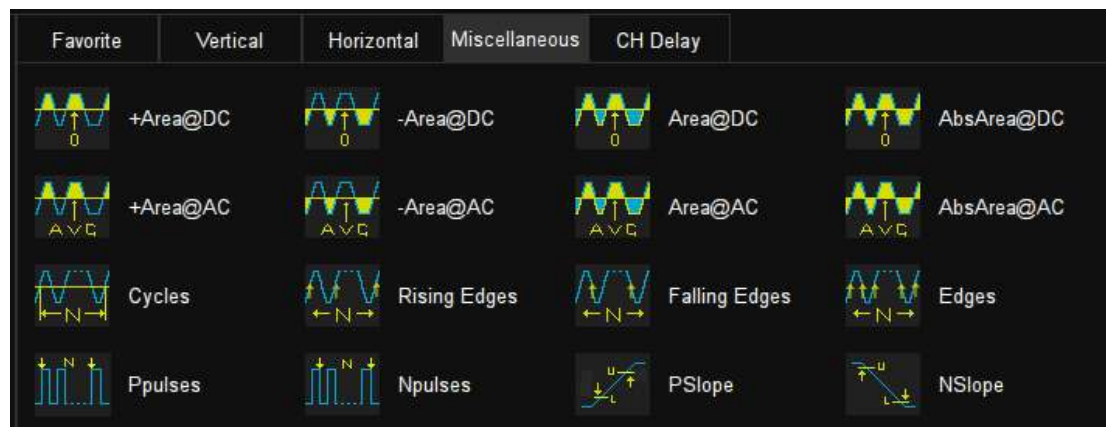 Favorite Vertical Horizontal Miscellaneous CH Delay
+Area@DC -Area@DC Area@DC AbsArea@DC
0 0 0 0
+Area@AC -Area@AC Area@AC AbsArea@AC
AVG AVG AVG AVG
Cycles Rising Edges Falling Edges Edges
N N N N
N N U U
Ppulses Npulses PSlope NSlope
L L